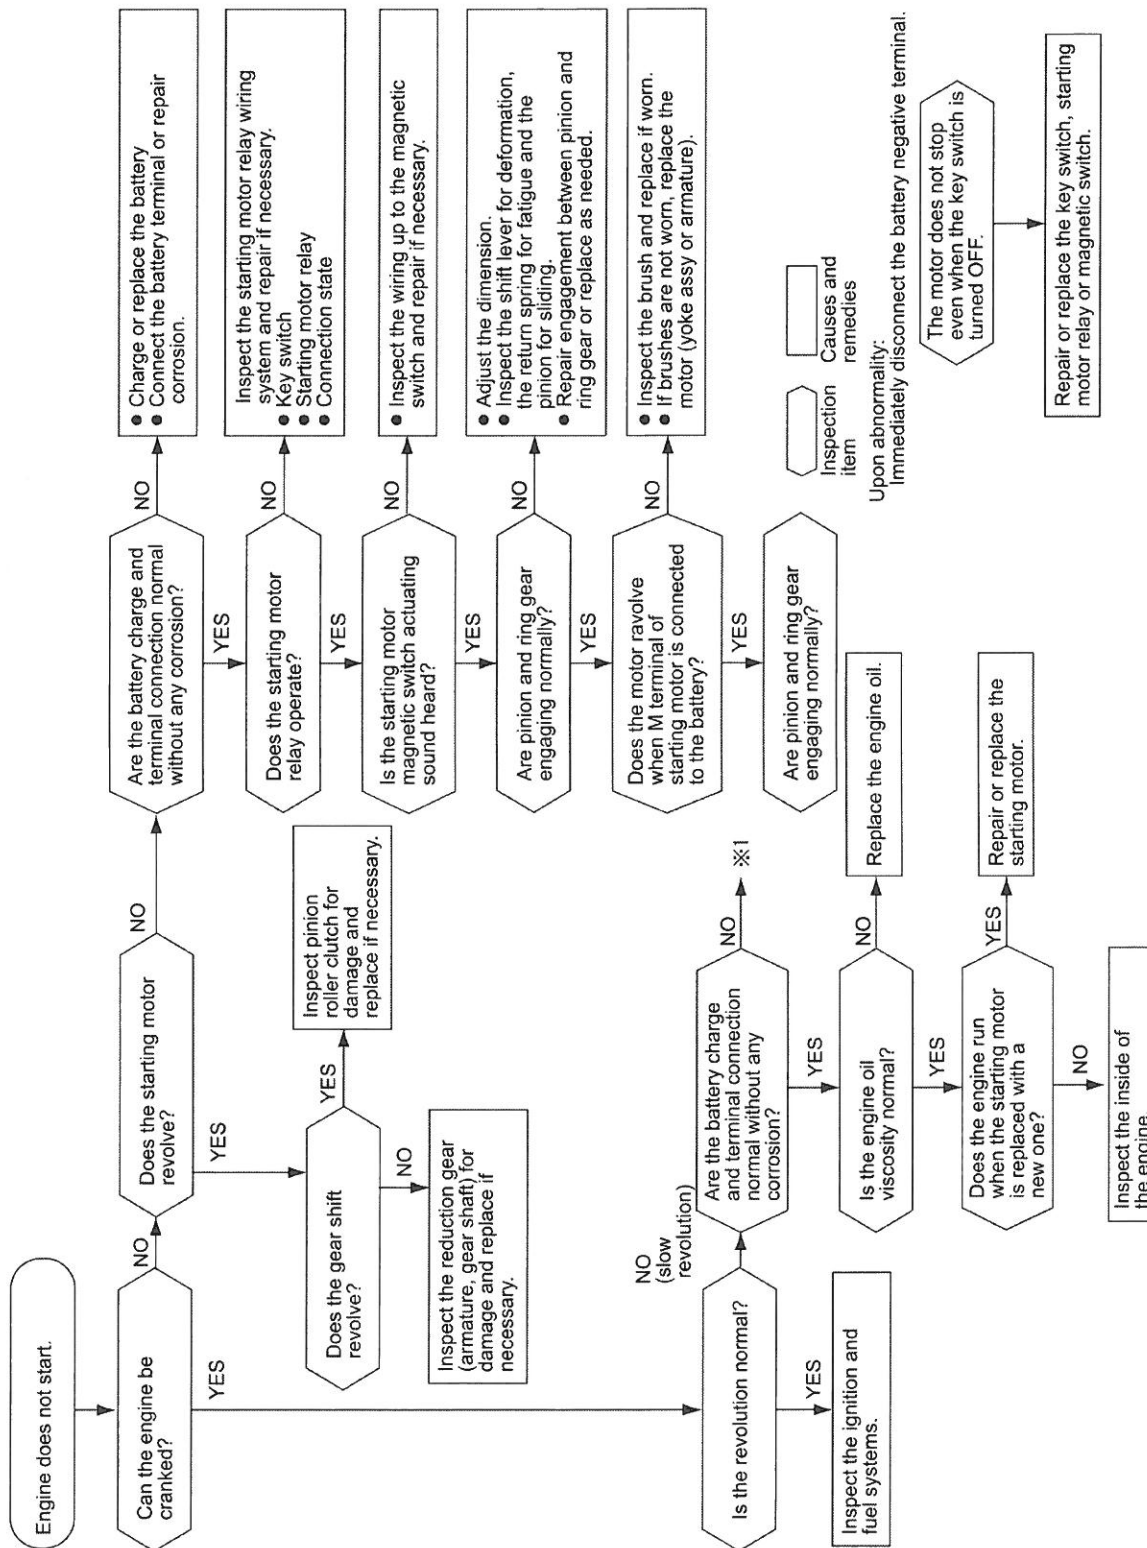 Engine does not start.
Can the engine be
cranked?
NO
YES
Does the starting motor
revolve?
NO
YES
Are the battery charge and
terminal connection normal
without any corrosion?
NO
● Charge or replace the battery
● Connect the battery terminal or repair
corrosion.
YES
Does the starting motor
relay operate?
NO
Inspect the starting motor relay wiring
system and repair if necessary.
● Key switch
● Starting motor relay
● Connection state
YES
Is the starting motor
magnetic switch actuating
sound heard?
NO
● Inspect the wiring up to the magnetic
switch and repair if necessary.
YES
Are pinion and ring gear
engaging normally?
NO
● Adjust the dimension.
● Inspect the shift lever for deformation,
the return spring for fatigue and the
pinion for sliding.
● Repair engagement between pinion and
ring gear or replace as needed.
YES
Does the motor ravolve
when M terminal of
starting motor is connected
to the battery?
NO
● Inspect the brush and replace if worn.
● If brushes are not worn, replace the
motor (yoke assy or armature).
YES
Are pinion and ring gear
engaging normally?
Does the gear shift
revolve?
YES
Inspect pinion
roller clutch for
damage and
replace if necessary.
NO
Inspect the reduction gear
(armature, gear shaft) for
damage and replace if
necessary.
Is the revolution normal?
NO
(slow
revolution)
YES
Inspect the ignition and
fuel systems.
Are the battery charge
and terminal connection
normal without any
corrosion?
NO
※1
YES
Is the engine oil
viscosity normal?
NO
Replace the engine oil.
YES
Does the engine run
when the starting motor
is replaced with a
new one?
YES
Repair or replace the
starting motor.
NO
Inspect the inside of
the engine
Inspection
item
Causes and
remedies
Upon abnormality:
Immediately disconnect the battery negative terminal.
The motor does not stop
even when the key switch is
turned OFF.
Repair or replace the key switch, starting
motor relay or magnetic switch.